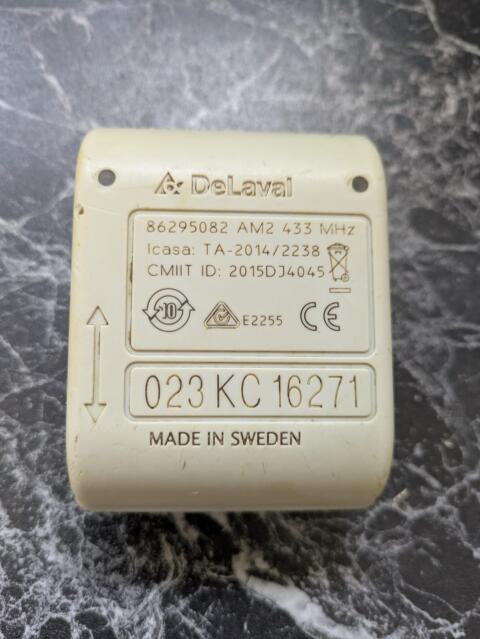 DeLaval
86295082 AM2 433 MHz
Icasa: TA-2014/2238
CMIIT ID: 2015DJ4045
10 E2255 CE
023 KC 16271
MADE IN SWEDEN